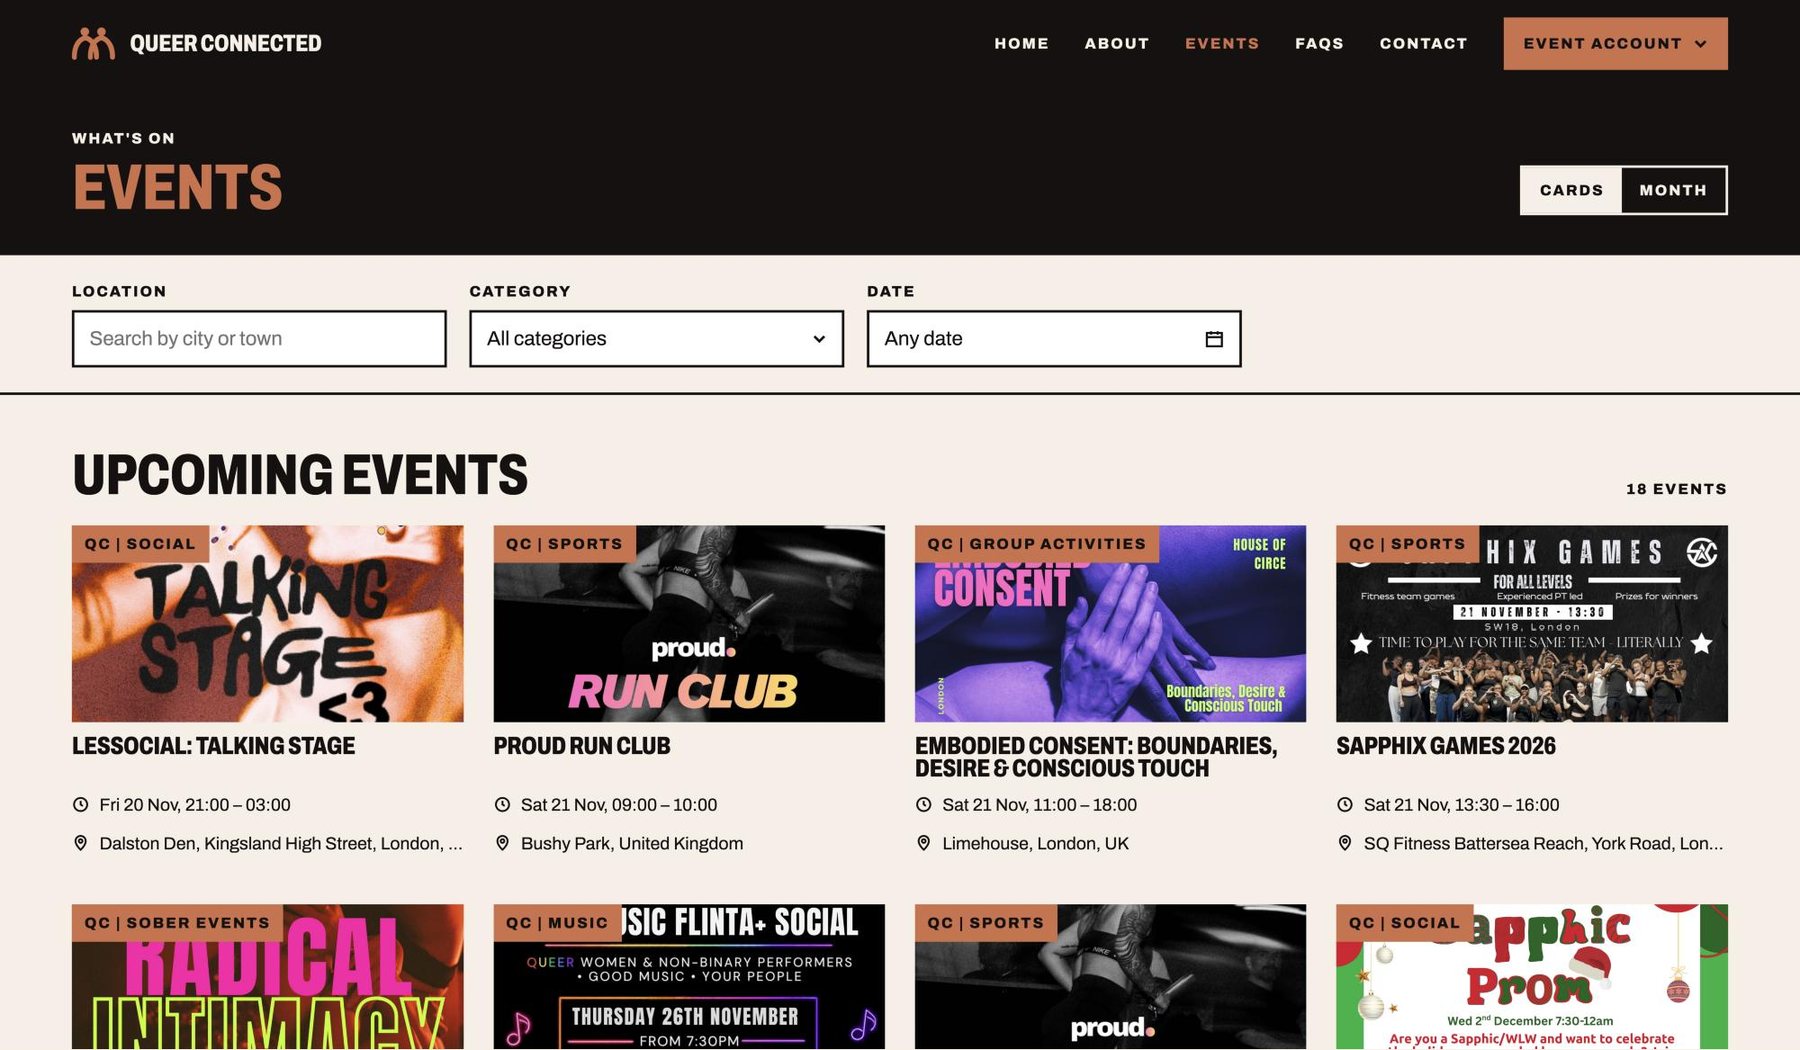 QUEER CONNECTED
HOME
ABOUT
EVENTS
FAQS
CONTACT
EVENT ACCOUNT
WHAT'S ON
EVENTS
CARDS
MONTH
LOCATION
CATEGORY
DATE
Search by city or town
All categories
Any date
UPCOMING EVENTS
18 EVENTS
QC | SOCIAL
TALKING
STAGE
<3
LESSOCIAL: TALKING STAGE
Fri 20 Nov, 21:00 – 03:00
Dalston Den, Kingsland High Street, London, ...
QC | SPORTS
NIKE
proud.
RUN CLUB
PROUD RUN CLUB
Sat 21 Nov, 09:00 – 10:00
Bushy Park, United Kingdom
QC | GROUP ACTIVITIES
HOUSE OF
CIRCE
EMBODIED
CONSENT
LONDON
Boundaries, Desire &
Conscious Touch
EMBODIED CONSENT: BOUNDARIES,
DESIRE & CONSCIOUS TOUCH
Sat 21 Nov, 11:00 – 18:00
Limehouse, London, UK
QC | SPORTS
HIX GAMES
FOR ALL LEVELS
Fitness team games
Experienced PT led
Prizes for winners
21 NOVEMBER - 13:30
SW18, London
TIME TO PLAY FOR THE SAME TEAM - LITERALLY
SAPPHIX GAMES 2026
Sat 21 Nov, 13:30 – 16:00
SQ Fitness Battersea Reach, York Road, Lon...
QC | SOBER EVENTS
RADICAL
INTIMACY
QC | MUSIC
USIC FLINTA+ SOCIAL
QUEER WOMEN & NON-BINARY PERFORMERS
• GOOD MUSIC • YOUR PEOPLE
THURSDAY 26TH NOVEMBER
FROM 7:30PM
QC | SPORTS
NIKE
proud.
QC | SOCIAL
Sapphic
Prom
Wed 2nd December 7:30-12am
Are you a Sapphic/WLW and want to celebrate